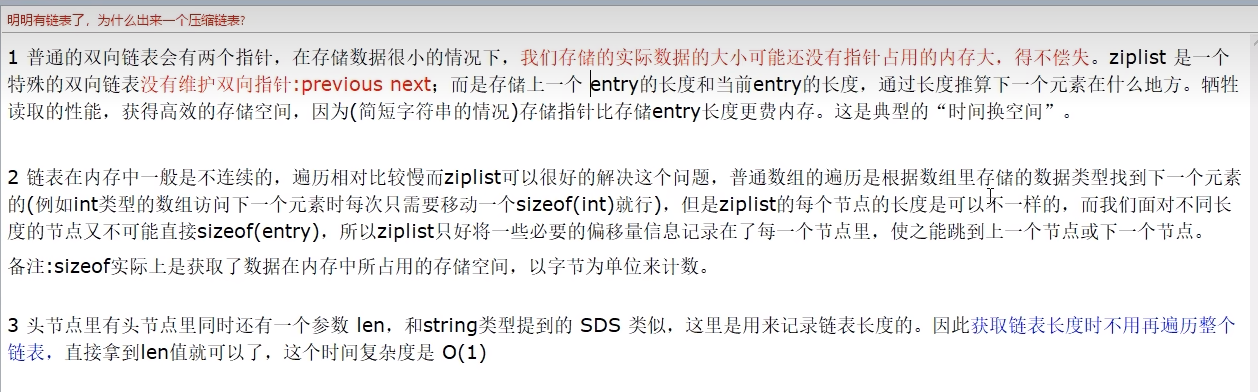 明明有链表了，为什么出来一个压缩链表?
1 普通的双向链表会有两个指针，在存储数据很小的情况下，我们存储的实际数据的大小可能还没有指针占用的内存大，得不偿失。ziplist 是一个
特殊的双向链表没有维护双向指针:previous next；而是存储上一个 entry的长度和当前entry的长度，通过长度推算下一个元素在什么地方。牺牲
读取的性能，获得高效的存储空间，因为(简短字符串的情况)存储指针比存储entry长度更费内存。这是典型的“时间换空间”。
2 链表在内存中一般是不连续的，遍历相对比较慢而ziplist可以很好的解决这个问题，普通数组的遍历是根据数组里存储的数据类型找到下一个元素
的(例如int类型的数组访问下一个元素时每次只需要移动一个sizeof(int)就行)，但是ziplist的每个节点的长度是可以不一样的，而我们面对不同长
度的节点又不可能直接sizeof(entry)，所以ziplist只好将一些必要的偏移量信息记录在了每一个节点里，使之能跳到上一个节点或下一个节点。
备注:sizeof实际上是获取了数据在内存中所占用的存储空间，以字节为单位来计数。
3 头节点里有头节点里同时还有一个参数 len，和string类型提到的 SDS 类似，这里是用来记录链表长度的。因此获取链表长度时不用再遍历整个
链表，直接拿到len值就可以了，这个时间复杂度是 O(1)